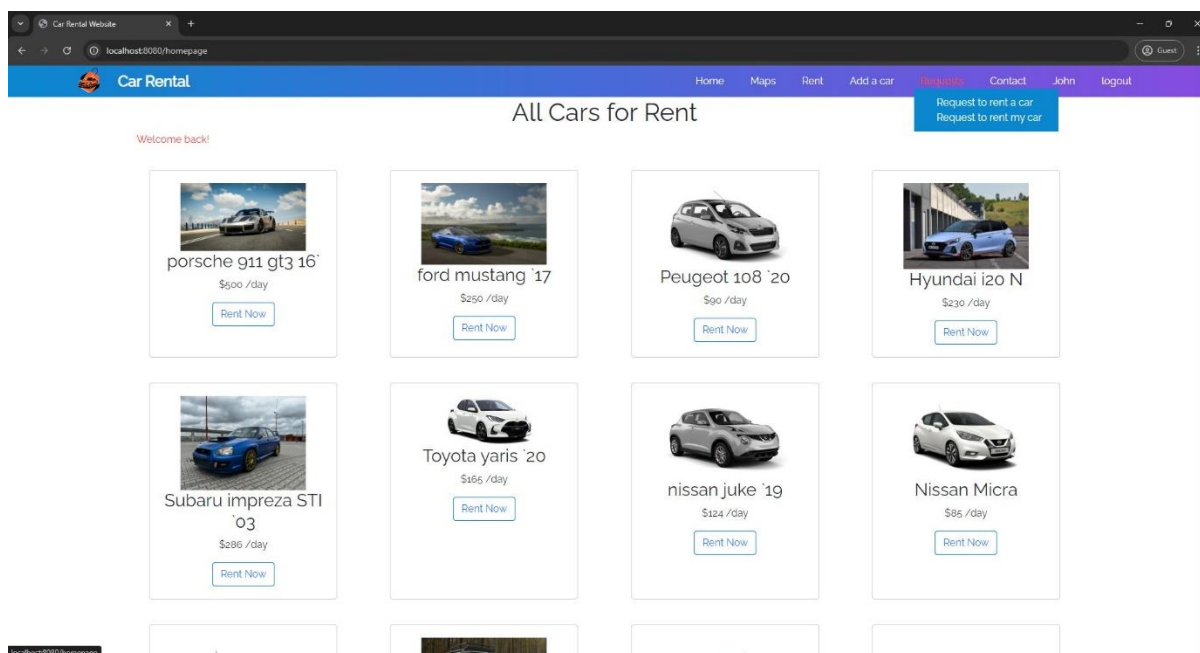 Car Rental Website
localhost:8080/homepage
Guest
Car Rental
Home Maps Rent Add a car Requests Contact John logout
Request to rent a car
Request to rent my car
All Cars for Rent
Welcome back!
porsche 911 gt3 16`
$500 /day
Rent Now
ford mustang `17
$250 /day
Rent Now
Peugeot 108 `20
$90 /day
Rent Now
Hyundai i20 N
$230 /day
Rent Now
Subaru impreza STI
`03
$286 /day
Rent Now
Toyota yaris `20
$165 /day
Rent Now
nissan juke `19
$124 /day
Rent Now
Nissan Micra
$85 /day
Rent Now
localhost:8080/homepage